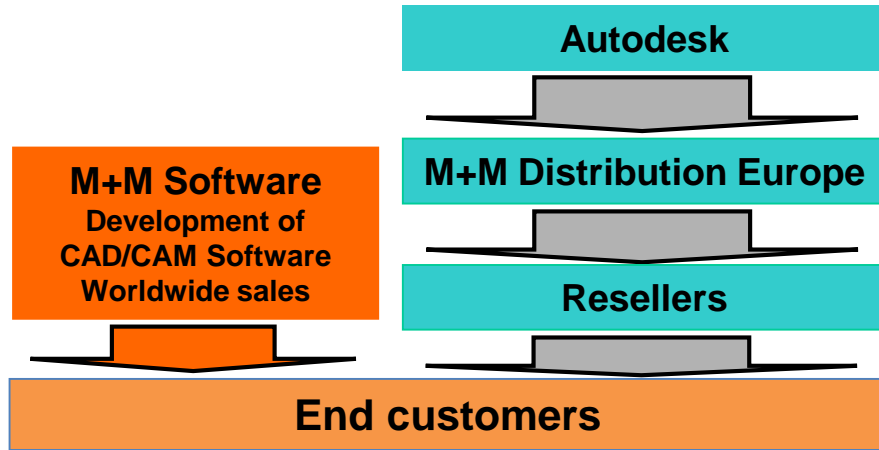 Autodesk
M+M Distribution Europe
M+M Software
Development of
CAD/CAM Software
Worldwide sales
Resellers
End customers